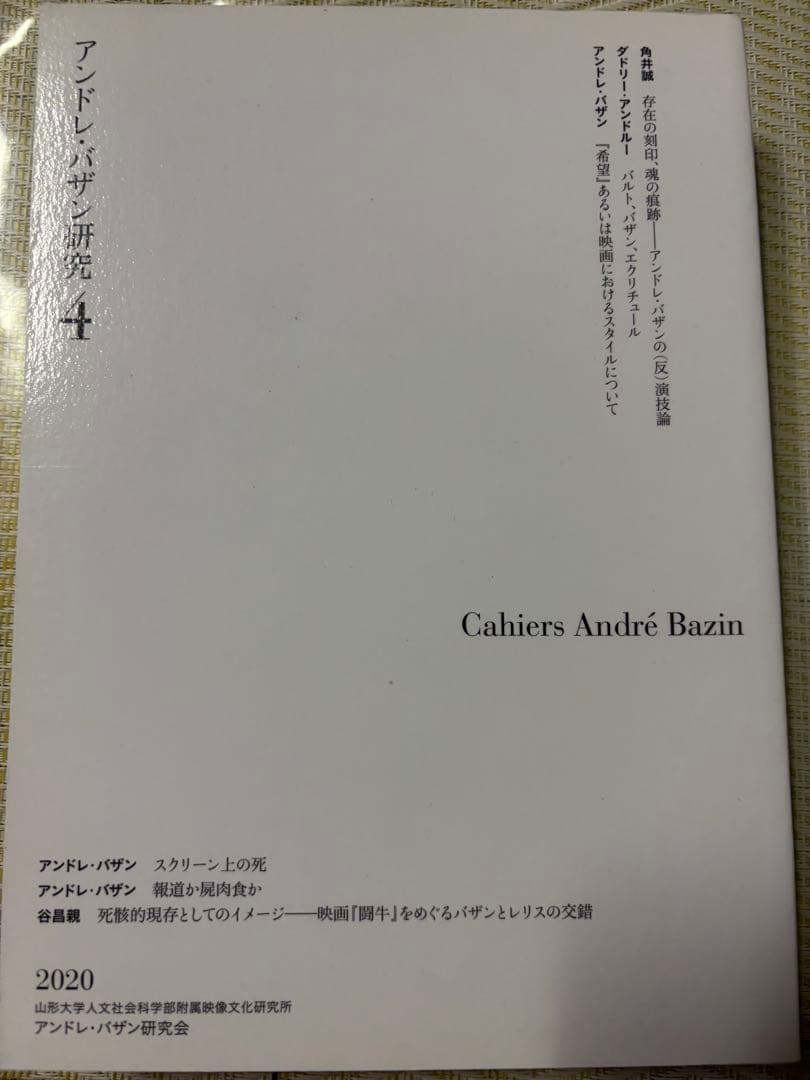 アンドレ・バザン研究 4
角井誠 存在の刻印、魂の痕跡――アンドレ・バザンの(反)演技論
ダドリー・アンドルー バルト、バザン、エクリチュール
アンドレ・バザン 『希望』あるいは映画におけるスタイルについて
Cahiers André Bazin
アンドレ・バザン スクリーン上の死
アンドレ・バザン 報道か屍肉食か
谷昌親 死骸的現存としてのイメージ――映画『闘牛』をめぐるバザンとレリスの交錯
2020
山形大学人文社会科学部附属映像文化研究所
アンドレ・バザン研究会